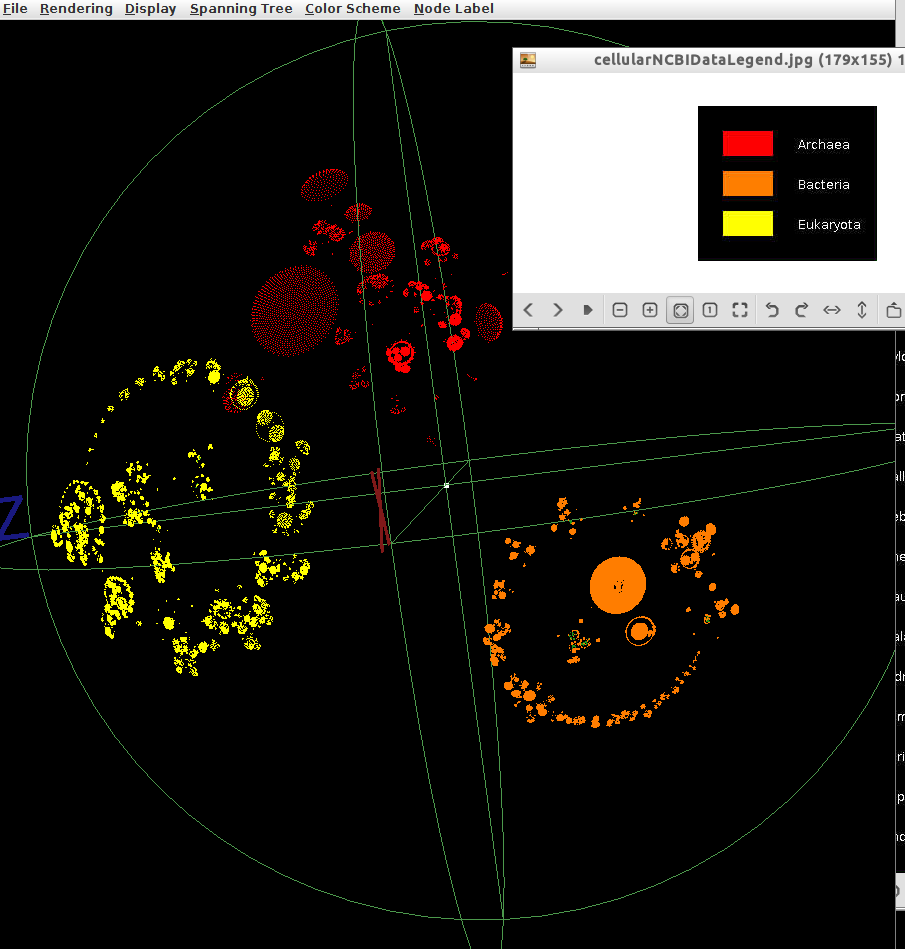 File Rendering Display Spanning Tree Color Scheme Node Label
cellularNCBIDataLegend.jpg (179x155) 1
Archaea
Bacteria
Eukaryota
Z